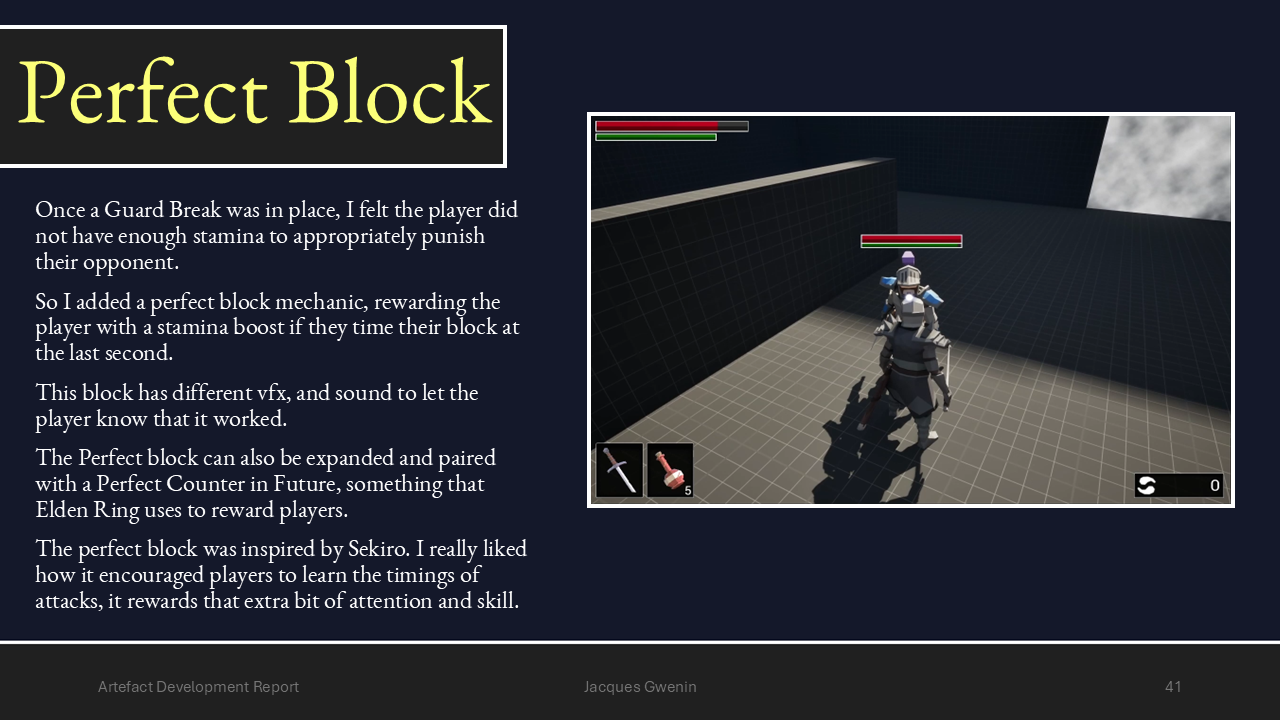 Perfect Block
Once a Guard Break was in place, I felt the player did
not have enough stamina to appropriately punish
their opponent.
So I added a perfect block mechanic, rewarding the
player with a stamina boost if they time their block at
the last second.
This block has different vfx, and sound to let the
player know that it worked.
The Perfect block can also be expanded and paired
with a Perfect Counter in Future, something that
Elden Ring uses to reward players.
The perfect block was inspired by Sekiro. I really liked
how it encouraged players to learn the timings of
attacks, it rewards that extra bit of attention and skill.
5
0
Artefact Development Report
Jacques Gwenin
41